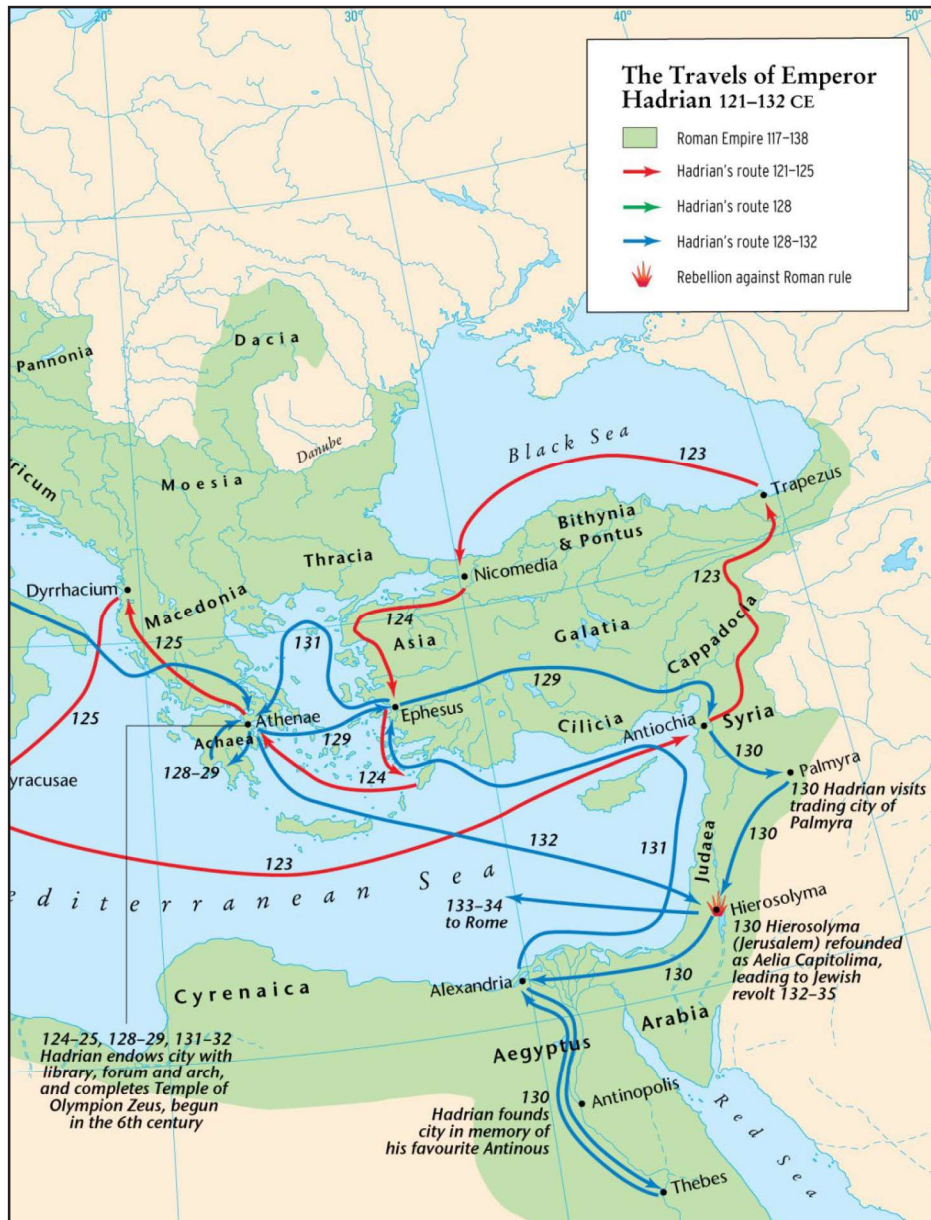 20°
30°
40°
50°
The Travels of Emperor
Hadrian 121–132 CE
Roman Empire 117–138
Hadrian's route 121–125
Hadrian's route 128
Hadrian's route 128–132
Rebellion against Roman rule
Pannonia
Dacia
Danube
ricum
Moesia
Black Sea
123
Trapezus
Bithynia
& Pontus
Thracia
Nicomedia
123
Dyrrhacium
Macedonia
124
Asia
Galatia
Cappadocia
125
131
129
125
Athenae
Ephesus
Cilicia
Antiochia
Syria
Achaea
129
130
128–29
124
Palmyra
yracusae
130 Hadrian visits
trading city of
Palmyra
123
132
131
Judaea
130
editerranean Sea
133–34
to Rome
Hierosolyma
130 Hierosolyma
(Jerusalem) refounded
as Aelia Capitolima,
leading to Jewish
revolt 132–35
130
Cyrenaica
Alexandria
Arabia
124–25, 128–29, 131–32
Hadrian endows city with
library, forum and arch,
and completes Temple of
Olympion Zeus, begun
in the 6th century
Aegyptus
Antinopolis
130
Hadrian founds
city in memory of
his favourite Antinous
Red Sea
Thebes